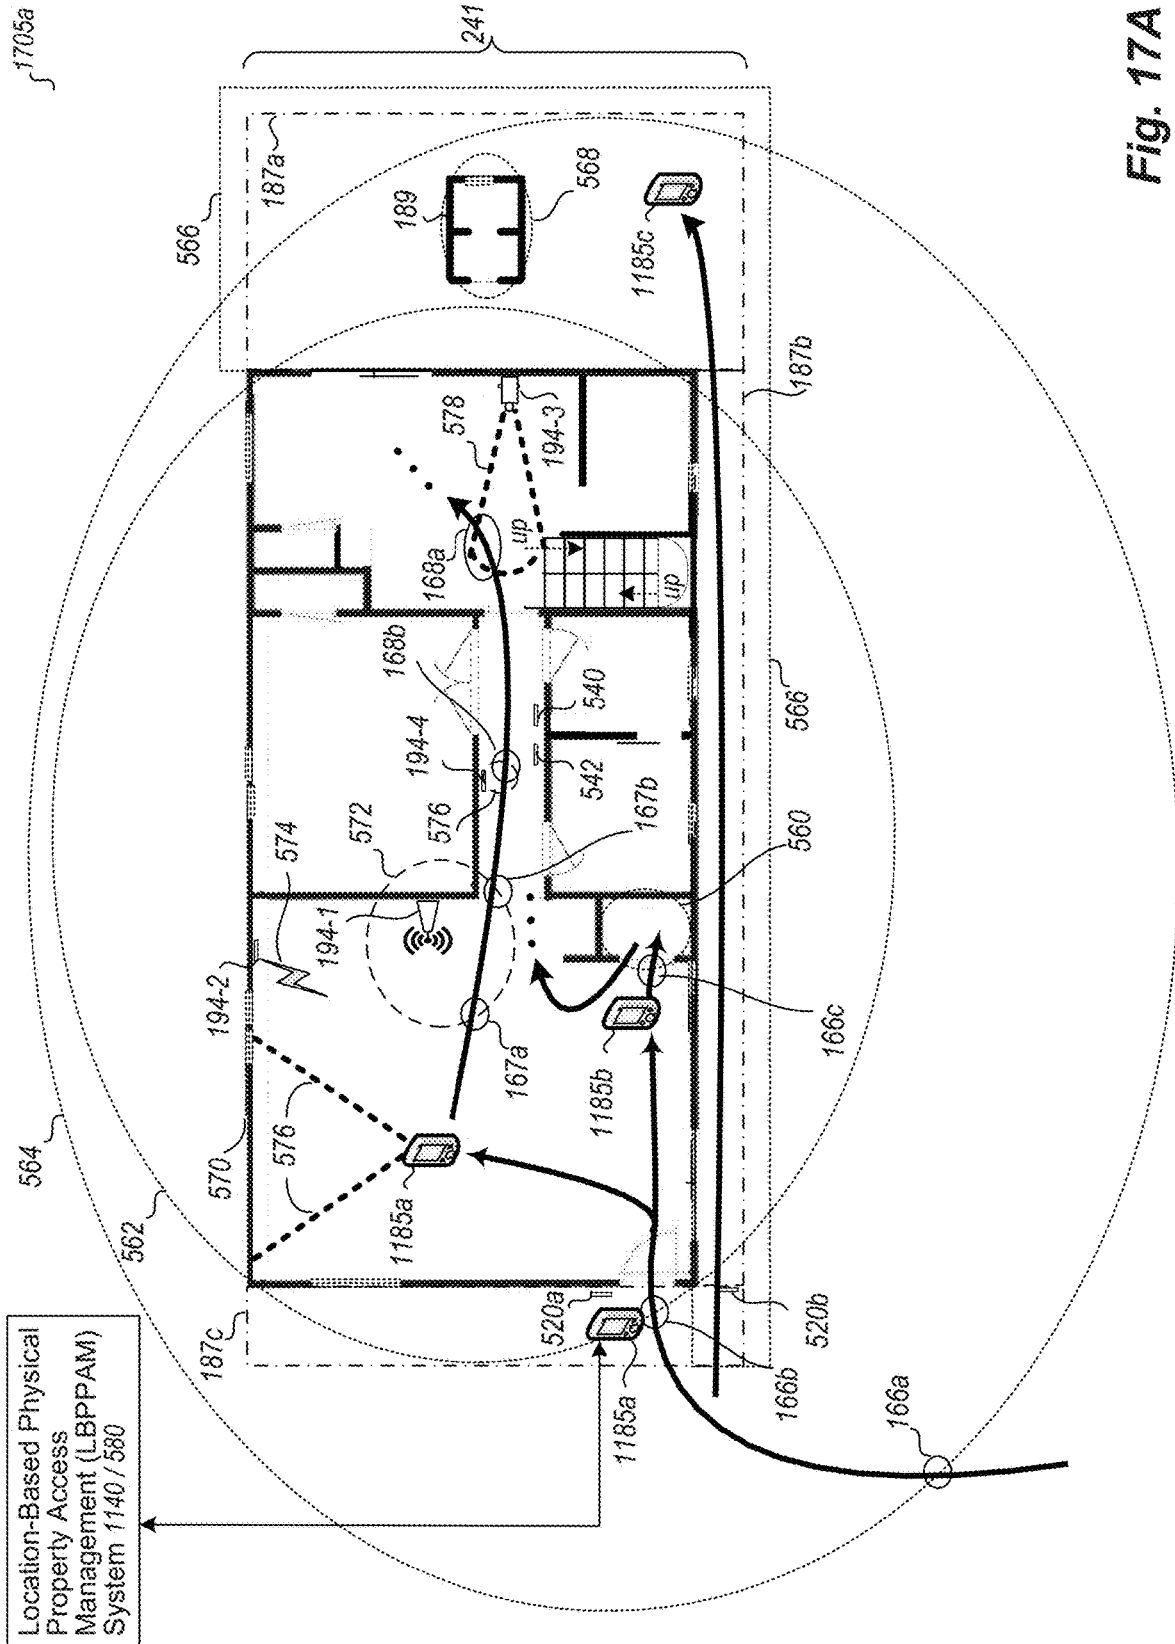 1705a
Fig. 17A
Location-Based Physical
Property Access
Management (LBPPAM)
System 1140 / 580
241
566
187a
189
568
1185c
187b
578
194-3
168a
up
up
168b
194-4
540
542
576
566
572
167b
560
574
194-1
194-2
166c
167a
1185b
570
576
1185a
564
562
187c
520a
1185a
520b
166b
166a